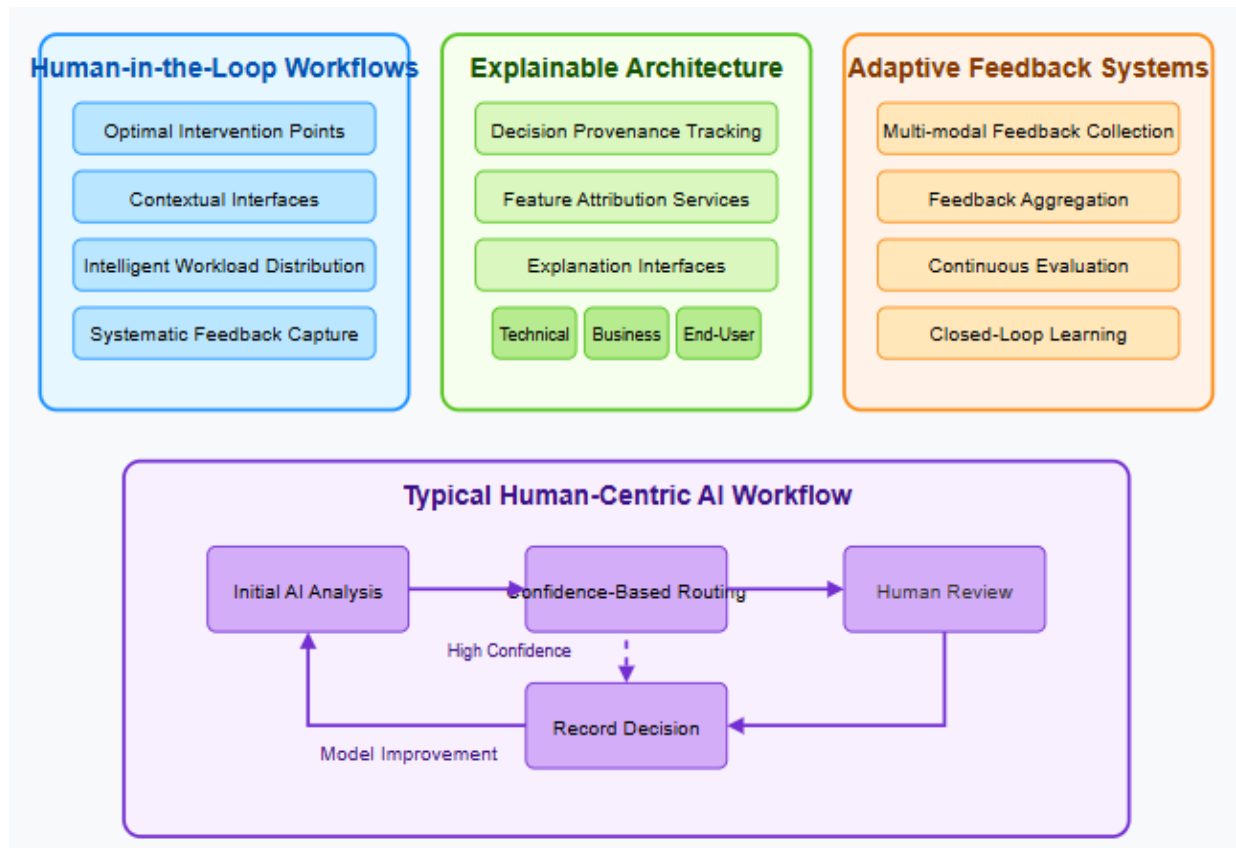 Human-in-the-Loop Workflows
Optimal Intervention Points
Contextual Interfaces
Intelligent Workload Distribution
Systematic Feedback Capture
Explainable Architecture
Decision Provenance Tracking
Feature Attribution Services
Explanation Interfaces
Technical
Business
End-User
Adaptive Feedback Systems
Multi-modal Feedback Collection
Feedback Aggregation
Continuous Evaluation
Closed-Loop Learning
Typical Human-Centric AI Workflow
Initial AI Analysis
Confidence-Based Routing
Human Review
High Confidence
Record Decision
Model Improvement